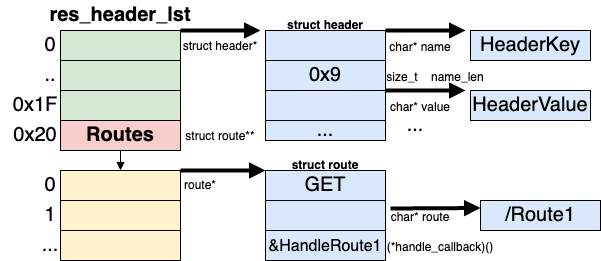 res_header_lst
struct header
0
struct header*
char* name
HeaderKey
..
0x9
size_t name_len
0x1F
char* value
HeaderValue
0x20
Routes
struct route**
...
...
struct route
0
route*
GET
1
char* route
/Route1
...
&HandleRoute1
(*handle_callback)()